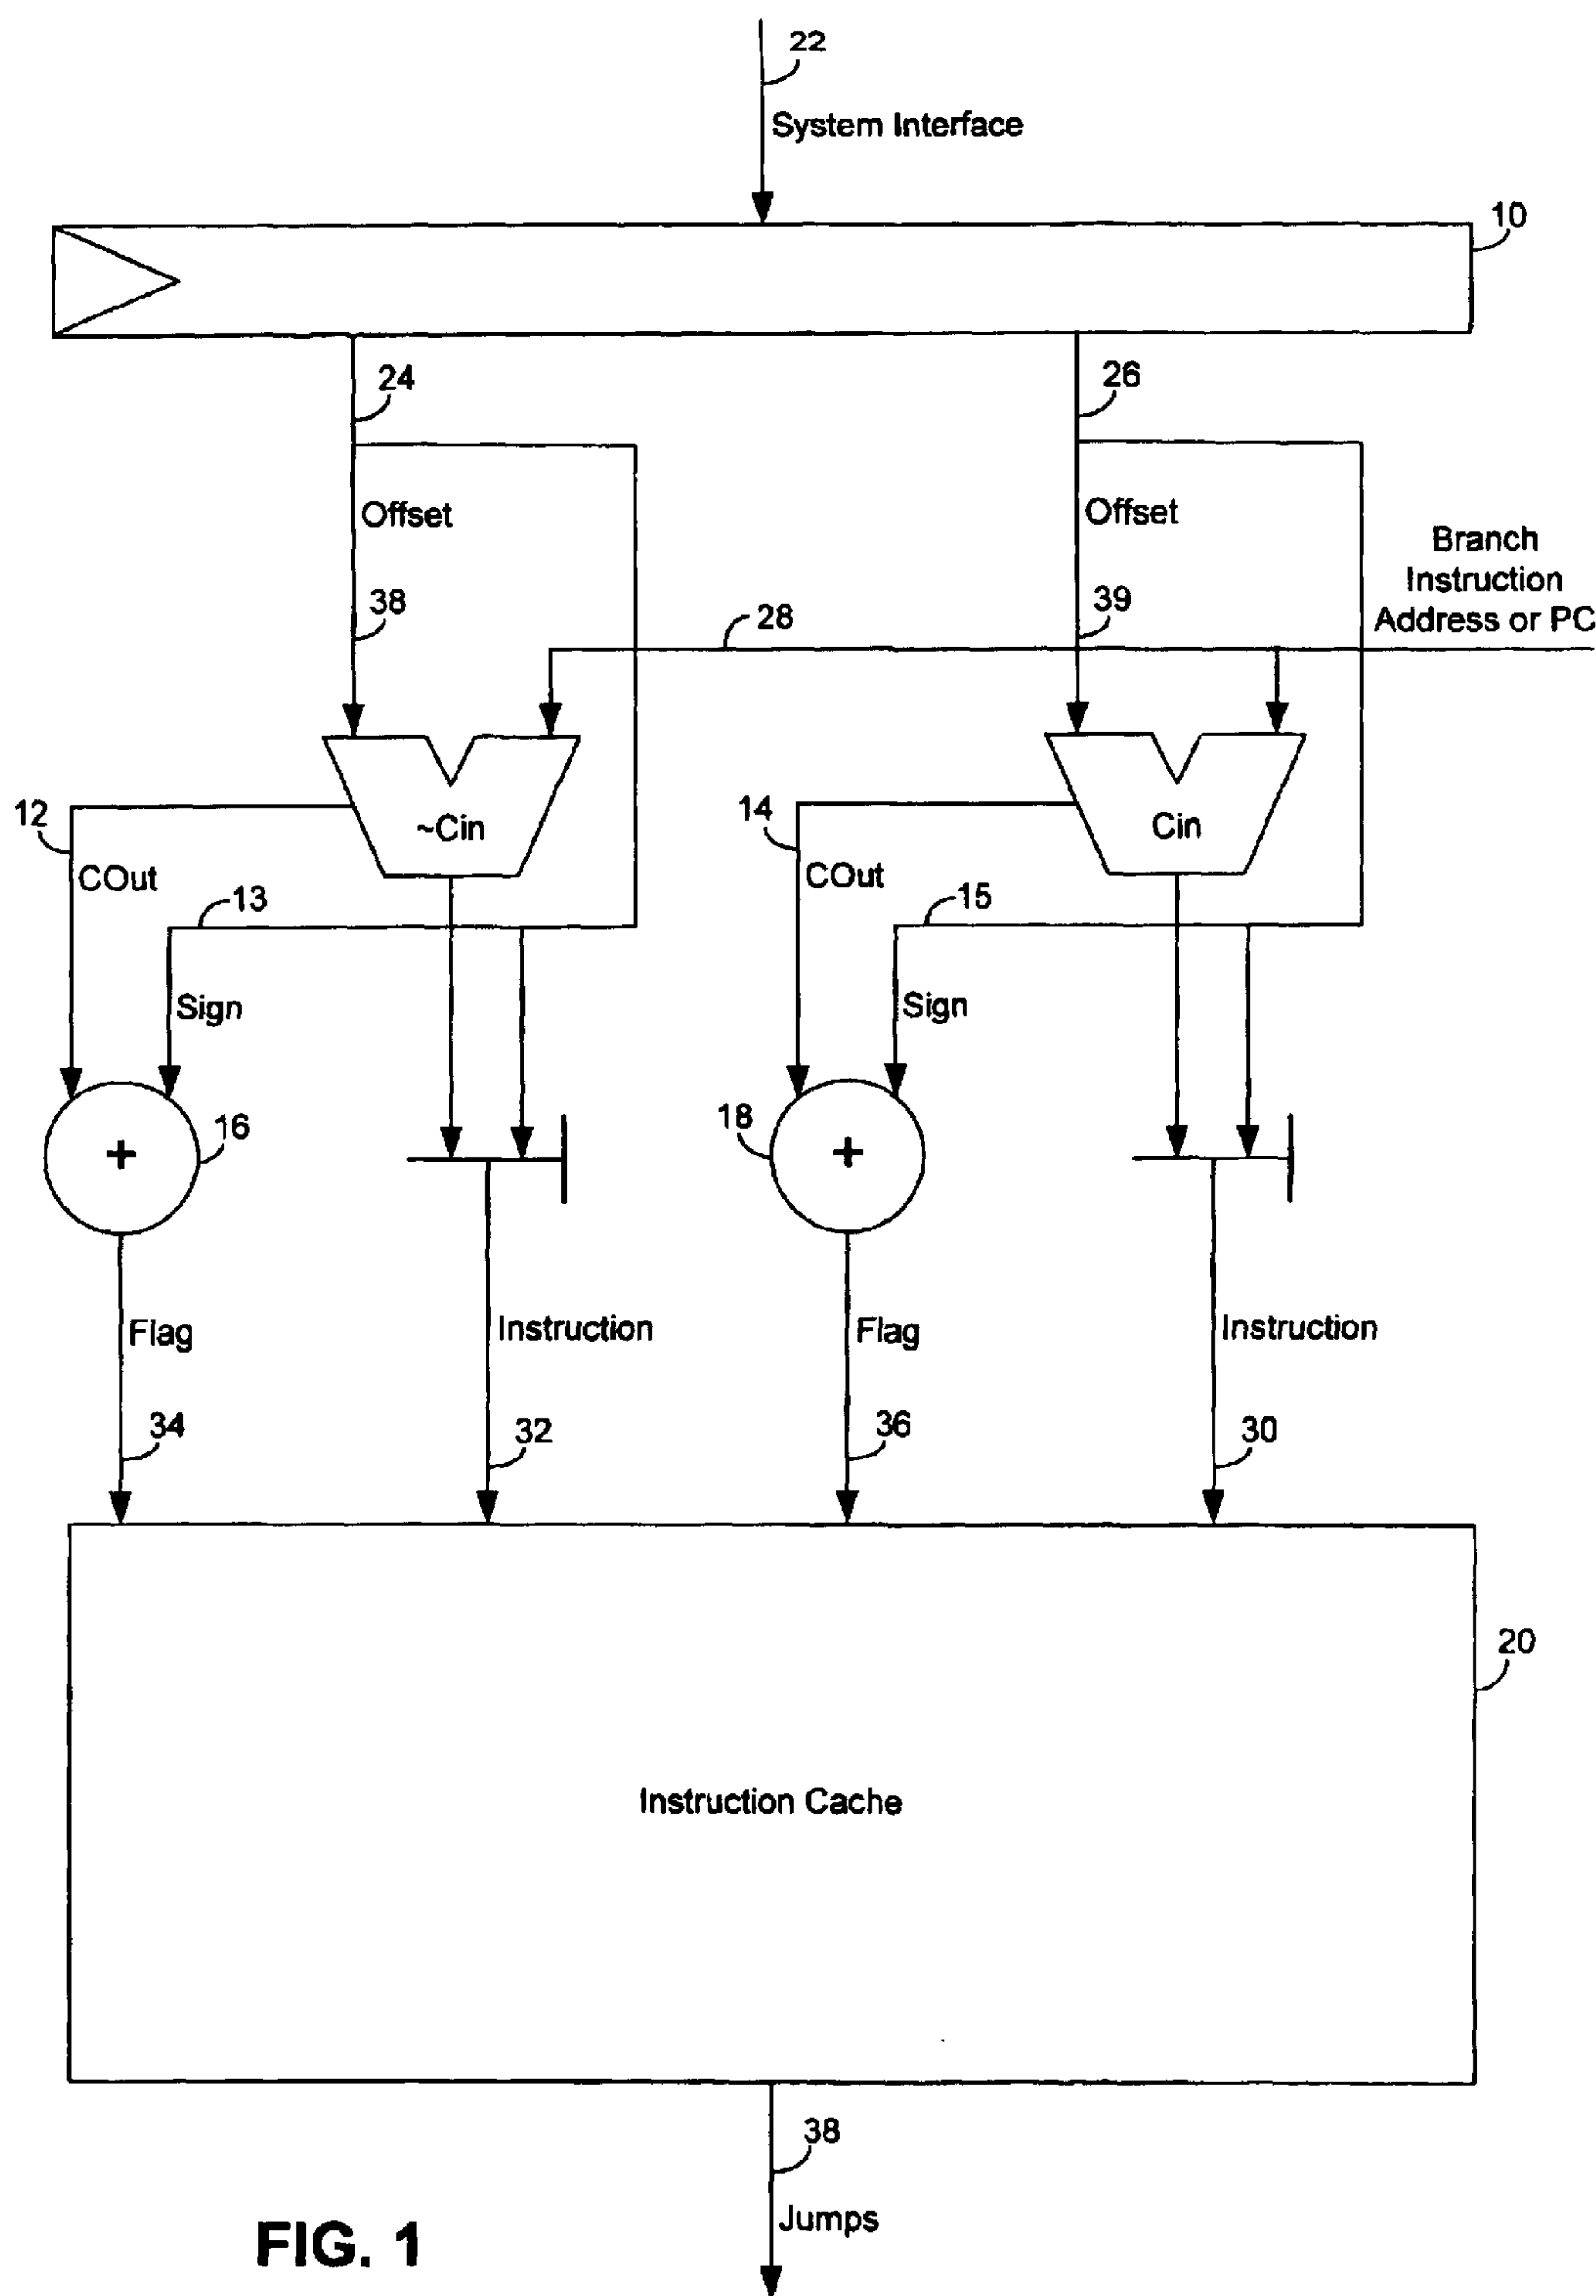 22
System Interface
10
24
26
Offset
Offset
Branch
Instruction
Address or PC
38
28
39
12
~Cin
14
Cin
COut
COut
13
15
Sign
Sign
16
+
18
+
Flag
Instruction
Flag
Instruction
34
32
36
30
20
Instruction Cache
38
Jumps
FIG. 1